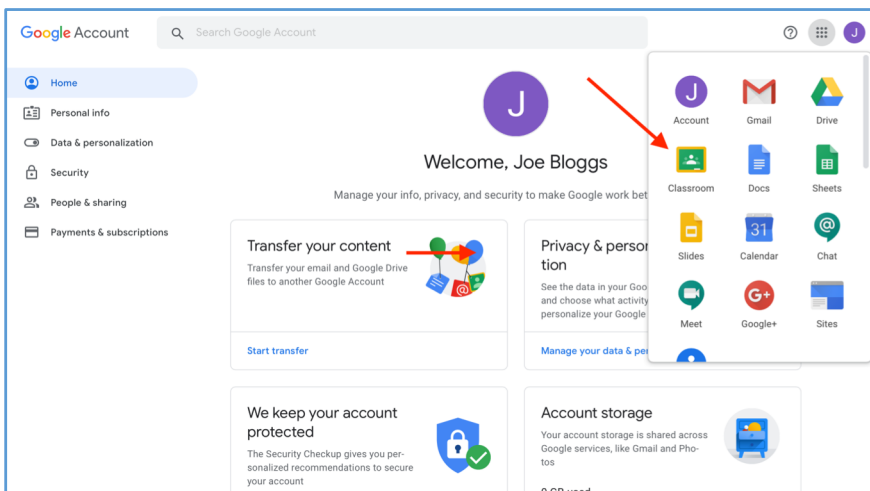 Google Account
Search Google Account
J
Home
Personal info
Data & personalization
Security
People & sharing
Payments & subscriptions
J
Welcome, Joe Bloggs
Manage your info, privacy, and security to make Google work bet
Transfer your content
Transfer your email and Google Drive
files to another Google Account
Start transfer
Privacy & person
tion
See the data in your Goo
and choose what activity
personalize your Google
Manage your data & per
We keep your account
protected
The Security Checkup gives you per-
sonalized recommendations to secure
your account
Account storage
Your account storage is shared across
Google services, like Gmail and Pho-
tos
J
Account Gmail Drive
Classroom Docs Sheets
31
Slides Calendar Chat
G+
Meet Google+ Sites
@